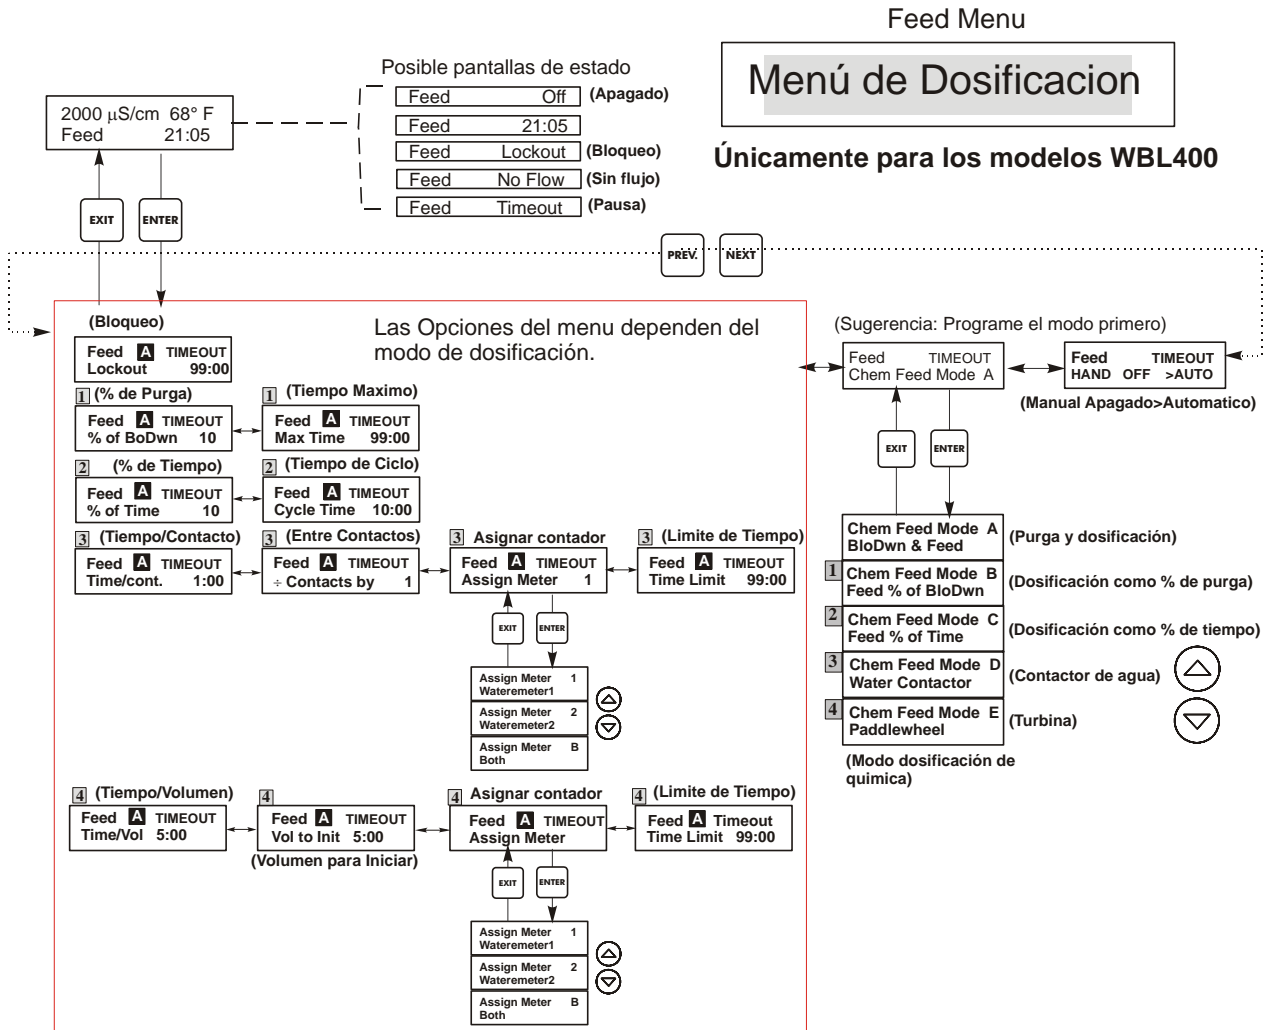 Feed Menu
Menú de Dosificacion
Únicamente para los modelos WBL400
Posible pantallas de estado
2000 µS/cm 68° F
Feed 21:05
Feed Off (Apagado)
Feed 21:05
Feed Lockout (Bloqueo)
Feed No Flow (Sin flujo)
Feed Timeout (Pausa)
EXIT ENTER
PREV. NEXT
(Bloqueo)
Feed A TIMEOUT
Lockout 99:00
Las Opciones del menu dependen del
modo de dosificación.
1 (% de Purga)
Feed A TIMEOUT
% of BoDwn 10
1 (Tiempo Maximo)
Feed A TIMEOUT
Max Time 99:00
2 (% de Tiempo)
Feed A TIMEOUT
% of Time 10
2 (Tiempo de Ciclo)
Feed A TIMEOUT
Cycle Time 10:00
3 (Tiempo/Contacto)
Feed A TIMEOUT
Time/cont. 1:00
3 (Entre Contactos)
Feed A TIMEOUT
÷ Contacts by 1
3 Asignar contador
Feed A TIMEOUT
Assign Meter 1
3 (Limite de Tiempo)
Feed A TIMEOUT
Time Limit 99:00
EXIT ENTER
Assign Meter 1
Wateremeter1
Assign Meter 2
Wateremeter2
Assign Meter B
Both
4 (Tiempo/Volumen)
Feed A TIMEOUT
Time/Vol 5:00
4
Feed A TIMEOUT
Vol to Init 5:00
(Volumen para Iniciar)
4 Asignar contador
Feed A TIMEOUT
Assign Meter
4 (Limite de Tiempo)
Feed A Timeout
Time Limit 99:00
EXIT ENTER
Assign Meter 1
Wateremeter1
Assign Meter 2
Wateremeter2
Assign Meter B
Both
(Sugerencia: Programe el modo primero)
Feed TIMEOUT
Chem Feed Mode A
Feed TIMEOUT
HAND OFF >AUTO
(Manual Apagado>Automatico)
EXIT ENTER
Chem Feed Mode A
BloDwn & Feed
(Purga y dosificación)
1 Chem Feed Mode B
Feed % of BloDwn
(Dosificación como % de purga)
2 Chem Feed Mode C
Feed % of Time
(Dosificación como % de tiempo)
3 Chem Feed Mode D
Water Contactor
(Contactor de agua)
4 Chem Feed Mode E
Paddlewheel
(Turbina)
(Modo dosificación de
quimica)